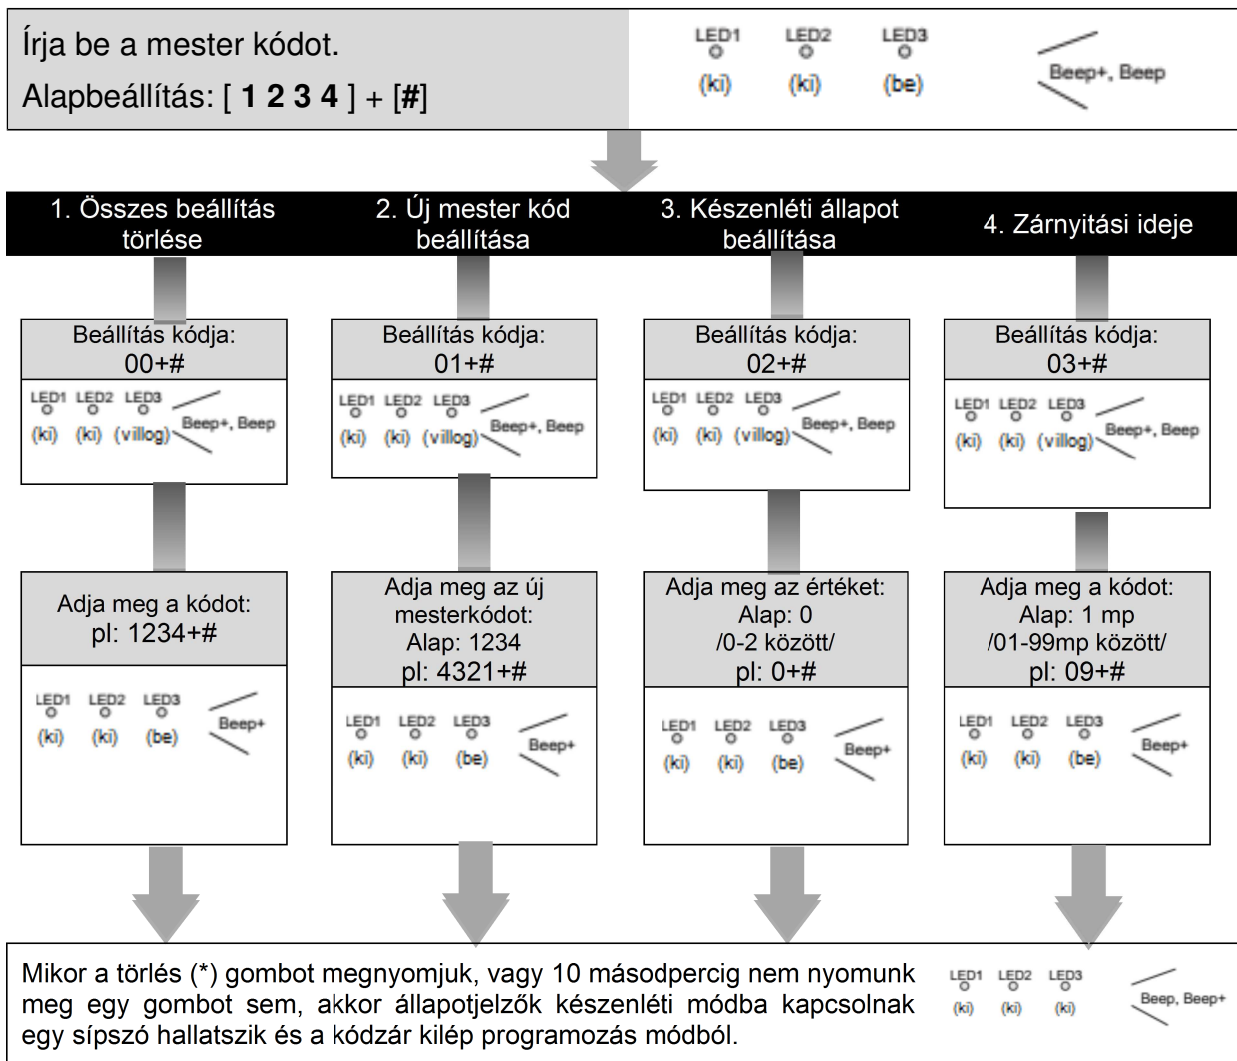 Írja be a mester kódot.
Alapbeállítás: [ 1 2 3 4 ] + [#]
LED1 LED2 LED3
(ki) (ki) (be)
Beep+, Beep
1. Összes beállítás
törlése
2. Új mester kód
beállítása
3. Készenléti állapot
beállítása
4. Zárnyitási ideje
Beállítás kódja:
00+#
LED1 LED2 LED3
(ki) (ki) (villog)
Beep+, Beep
Beállítás kódja:
01+#
LED1 LED2 LED3
(ki) (ki) (villog)
Beep+, Beep
Beállítás kódja:
02+#
LED1 LED2 LED3
(ki) (ki) (villog)
Beep+, Beep
Beállítás kódja:
03+#
LED1 LED2 LED3
(ki) (ki) (villog)
Beep+, Beep
Adja meg a kódot:
pl: 1234+#
LED1 LED2 LED3
(ki) (ki) (be)
Beep+
Adja meg az új
mesterkódot:
Alap: 1234
pl: 4321+#
LED1 LED2 LED3
(ki) (ki) (be)
Beep+
Adja meg az értéket:
Alap: 0
/0-2 között/
pl: 0+#
LED1 LED2 LED3
(ki) (ki) (be)
Beep+
Adja meg a kódot:
Alap: 1 mp
/01-99mp között/
pl: 09+#
LED1 LED2 LED3
(ki) (ki) (be)
Beep+
Mikor a törlés (*) gombot megnyomjuk, vagy 10 másodpercig nem nyomunk
meg egy gombot sem, akkor állapotjelzők készenléti módba kapcsolnak
egy sípszó hallatszik és a kódzár kilép programozás módból.
LED1 LED2 LED3
(ki) (ki) (ki)
Beep, Beep+